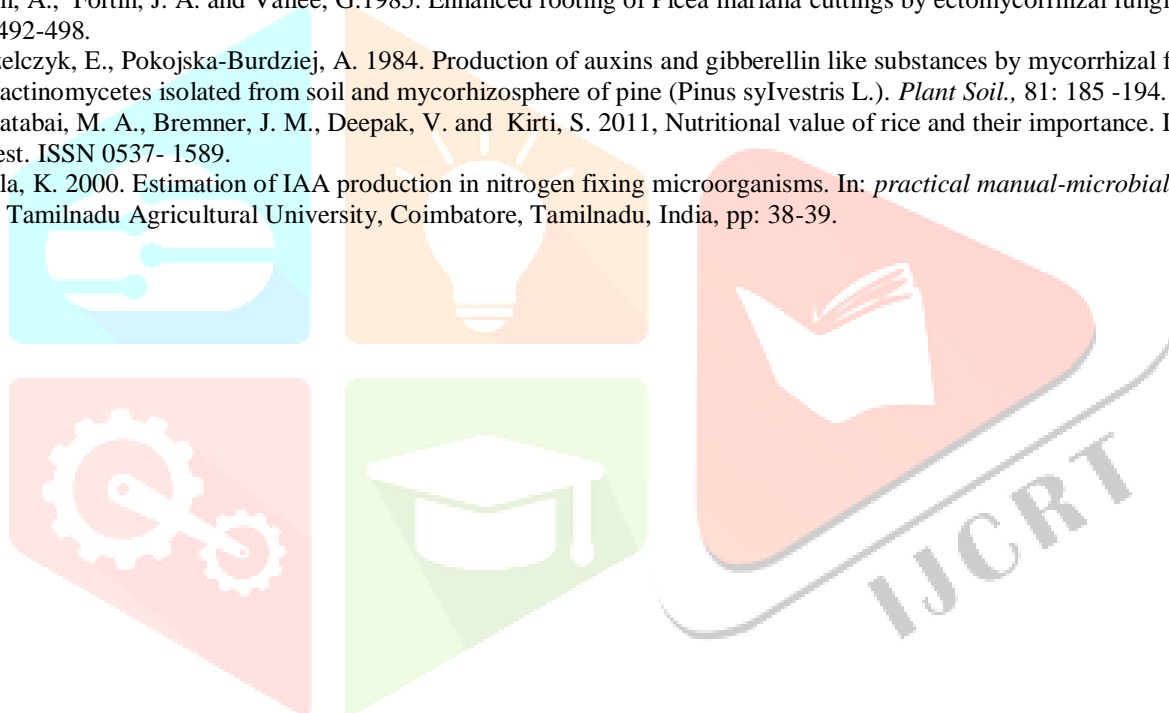 A., Fortin, J. A. and Vallee, G.1985. Enhanced rooting of Picea mariana cuttings by ectomycorrhizal fungi
492-498.
zelczyk, E., Pokojska-Burdziej, A. 1984. Production of auxins and gibberellin like substances by mycorrhizal f
actinomycetes isolated from soil and mycorhizosphere of pine (Pinus syIvestris L.). Plant Soil., 81: 185 -194.
atabai, M. A., Bremner, J. M., Deepak, V. and Kirti, S. 2011, Nutritional value of rice and their importance. I
est. ISSN 0537- 1589.
la, K. 2000. Estimation of IAA production in nitrogen fixing microorganisms. In: practical manual-microbial
Tamilnadu Agricultural University, Coimbatore, Tamilnadu, India, pp: 38-39.
IJCRT